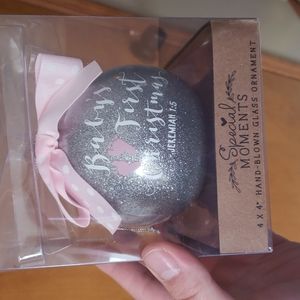 Baby's
First
Christmas
JEREMIAH 1:5
Special
MOMENTS
HAND-BLOWN GLASS ORNAMENT
4 X 4"